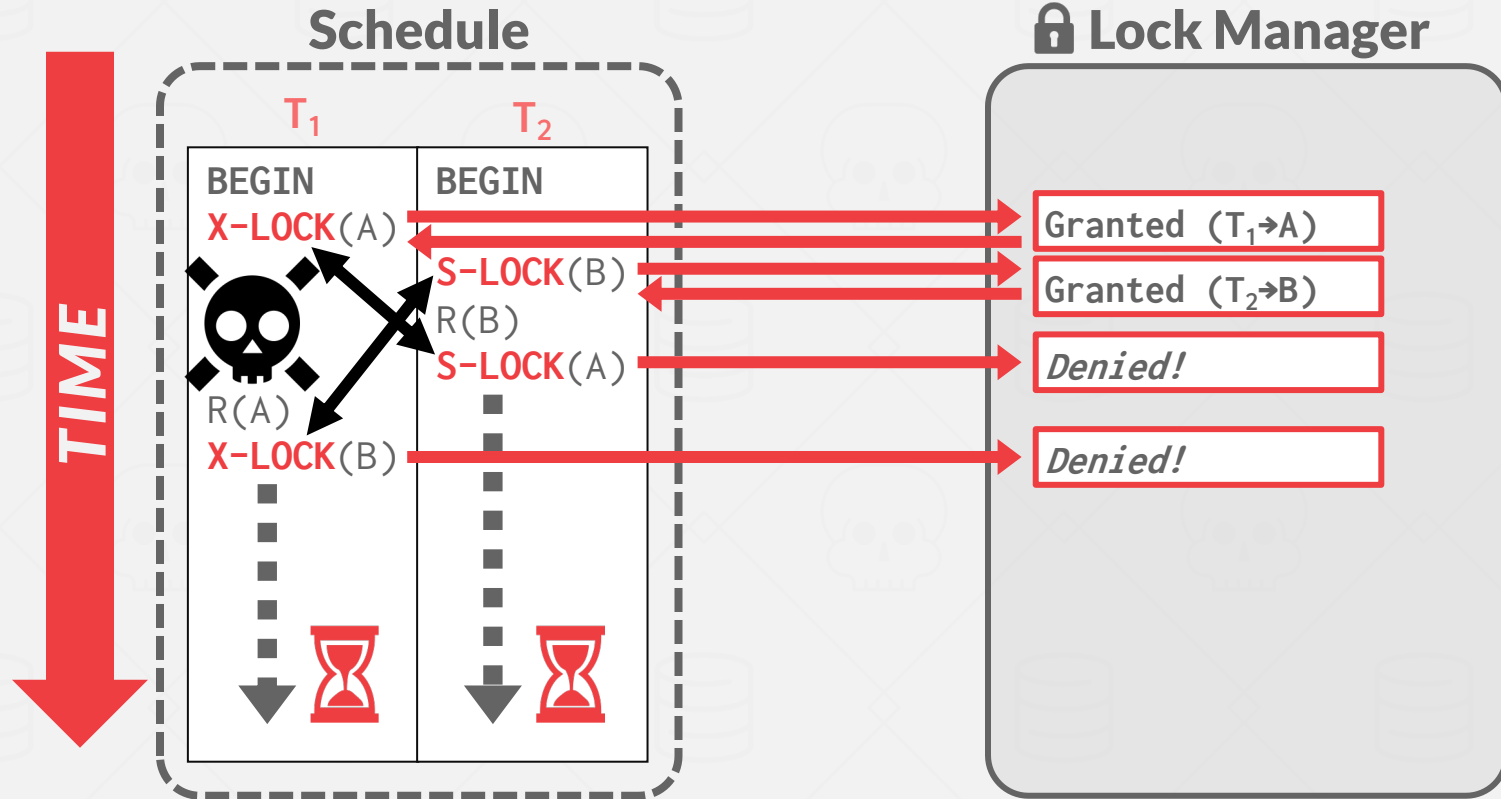 Schedule
Lock Manager
TIME
T₁ T₂
BEGIN BEGIN
X-LOCK(A)
Granted (T₁→A)
S-LOCK(B)
Granted (T₂→B)
R(B)
S-LOCK(A)
Denied!
R(A)
X-LOCK(B)
Denied!